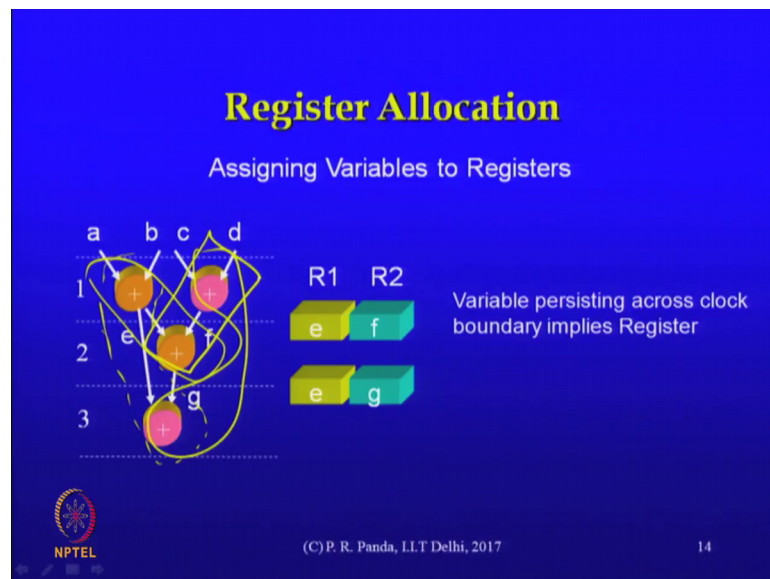 Register Allocation
Assigning Variables to Registers
a b c d
1 + +
R1 R2
e f
Variable persisting across clock
boundary implies Register
e f
2 +
g
e g
3 +
NPTEL
(C) P. R. Panda, I.I.T Delhi, 2017
14